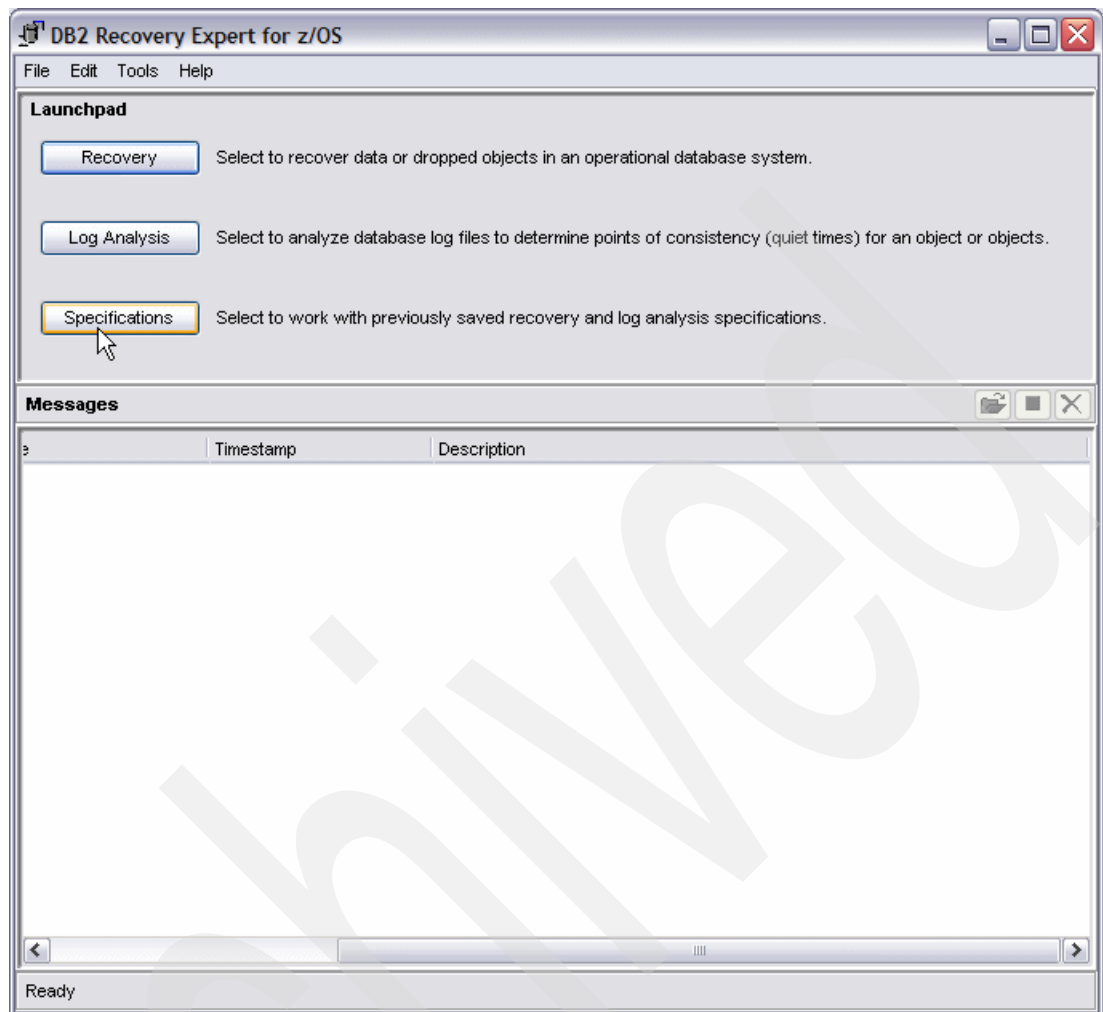 DB2 Recovery Expert for z/OS
File Edit Tools Help
Launchpad
Recovery Select to recover data or dropped objects in an operational database system.
Log Analysis Select to analyze database log files to determine points of consistency (quiet times) for an object or objects.
Specifications Select to work with previously saved recovery and log analysis specifications.
Messages
e Timestamp Description
Ready
hived